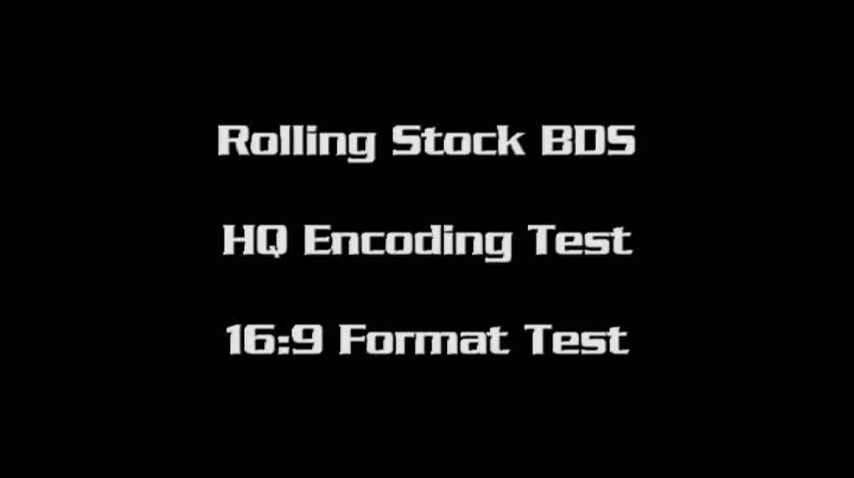 Rolling Stock BDS
HQ Encoding Test
16:9 Format Test